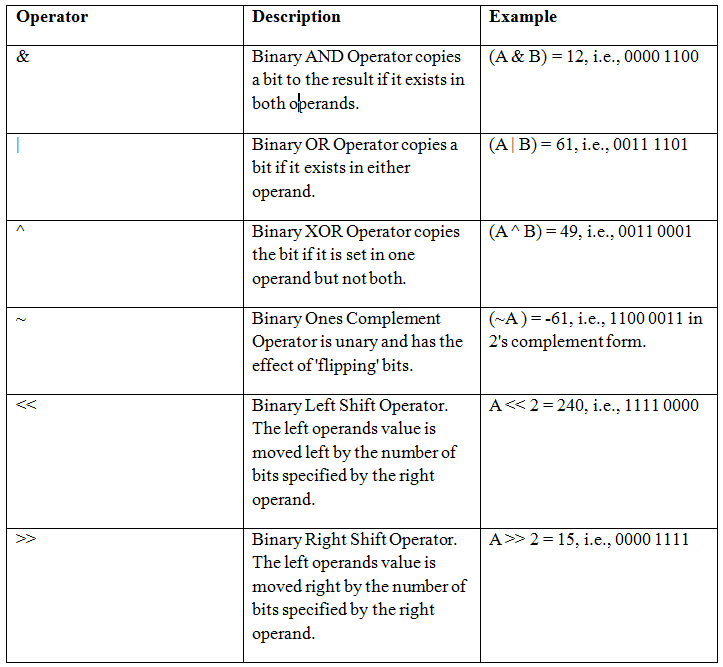 Operator Description Example
& Binary AND Operator copies (A & B) = 12, i.e., 0000 1100
a bit to the result if it exists in
both operands.
| Binary OR Operator copies a (A | B) = 61, i.e., 0011 1101
bit if it exists in either
operand.
^ Binary XOR Operator copies (A ^ B) = 49, i.e., 0011 0001
the bit if it is set in one
operand but not both.
~ Binary Ones Complement (~A ) = -61, i.e., 1100 0011 in
Operator is unary and has the 2's complement form.
effect of 'flipping' bits.
<< Binary Left Shift Operator. A << 2 = 240, i.e., 1111 0000
The left operands value is
moved left by the number of
bits specified by the right
operand.
>> Binary Right Shift Operator. A >> 2 = 15, i.e., 0000 1111
The left operands value is
moved right by the number of
bits specified by the right
operand.